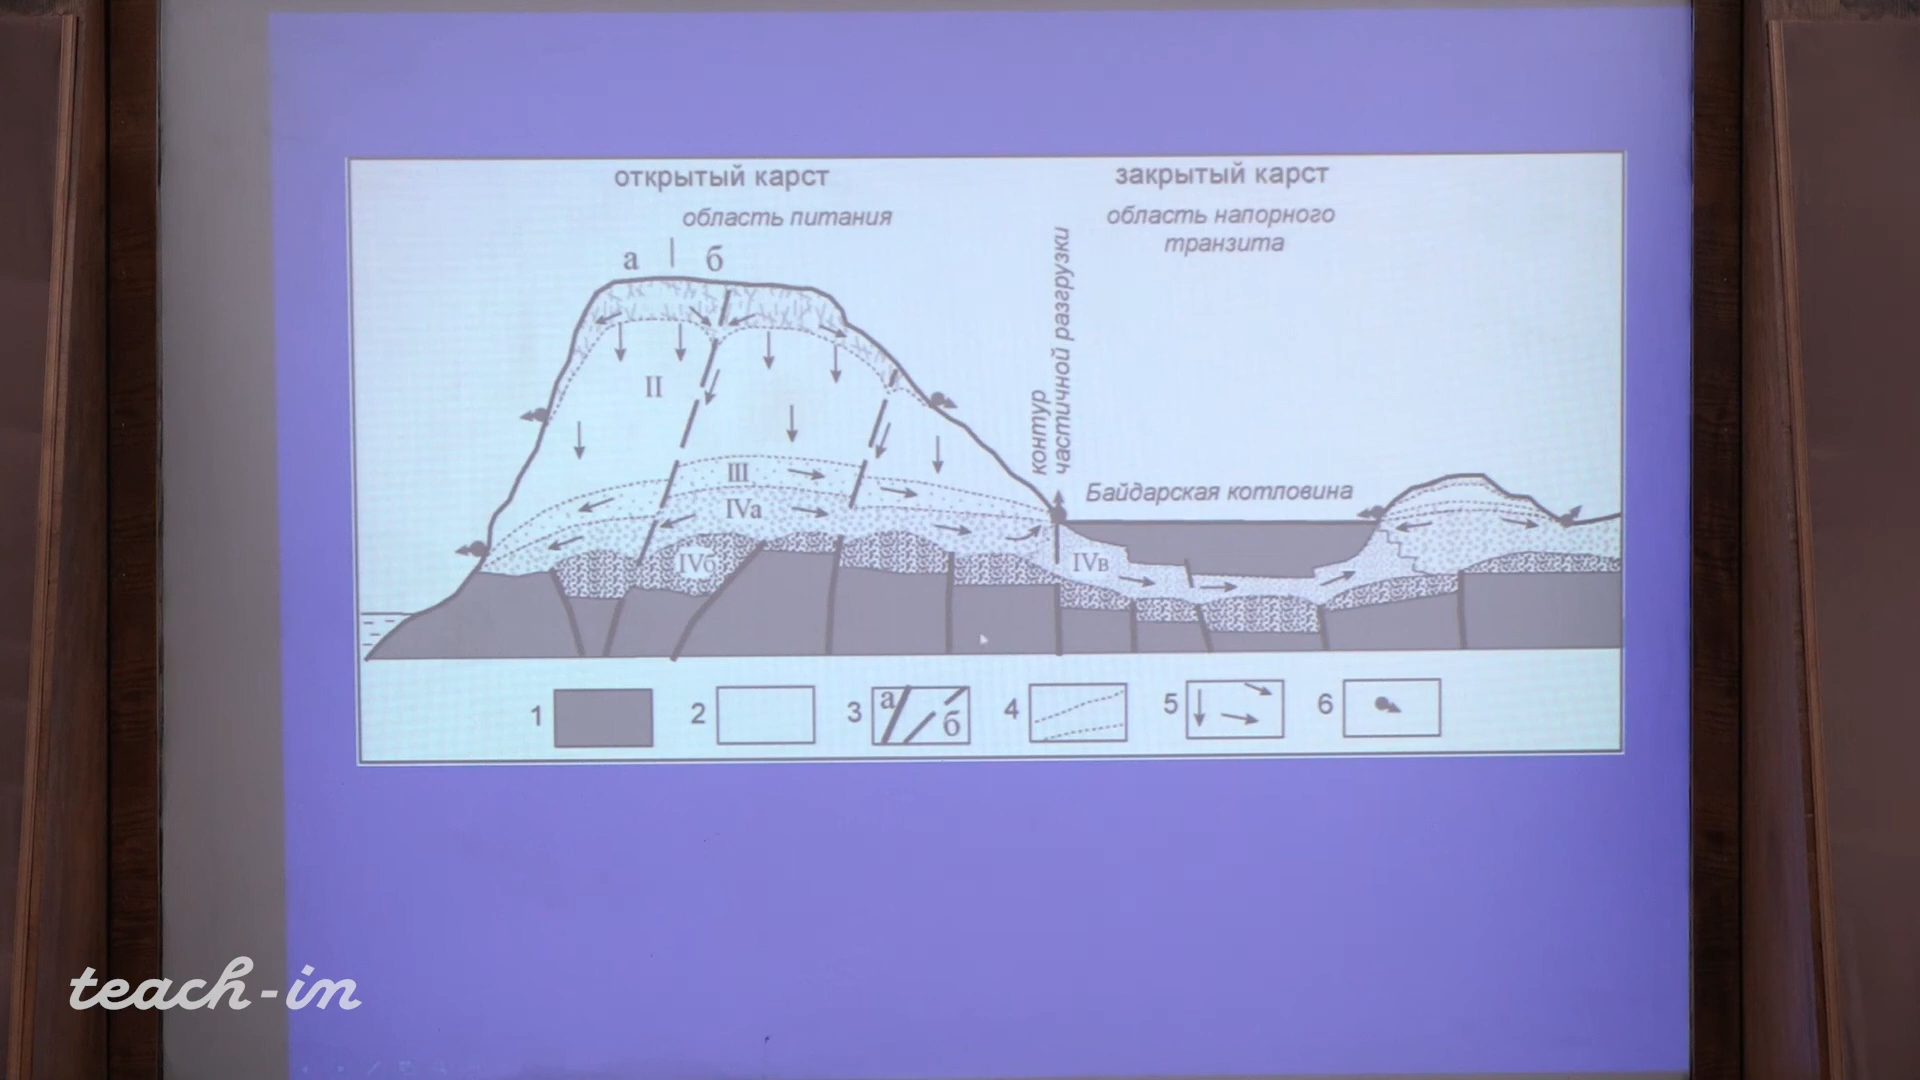 открытый карст
область питания
а | б
закрытый карст
область напорного
транзита
контур
частичной разгрузки
Байдарская котловина
II
III
IVa
IVб
IVв
1
2
3
а
б
4
5
6
teach-in